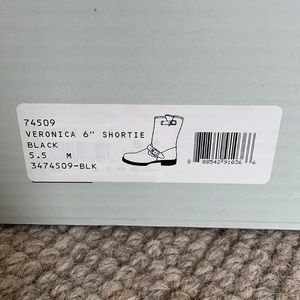 74509
VERONICA 6" SHORTIE
BLACK
5.5 M
3474509-BLK
0 88542 91036 6